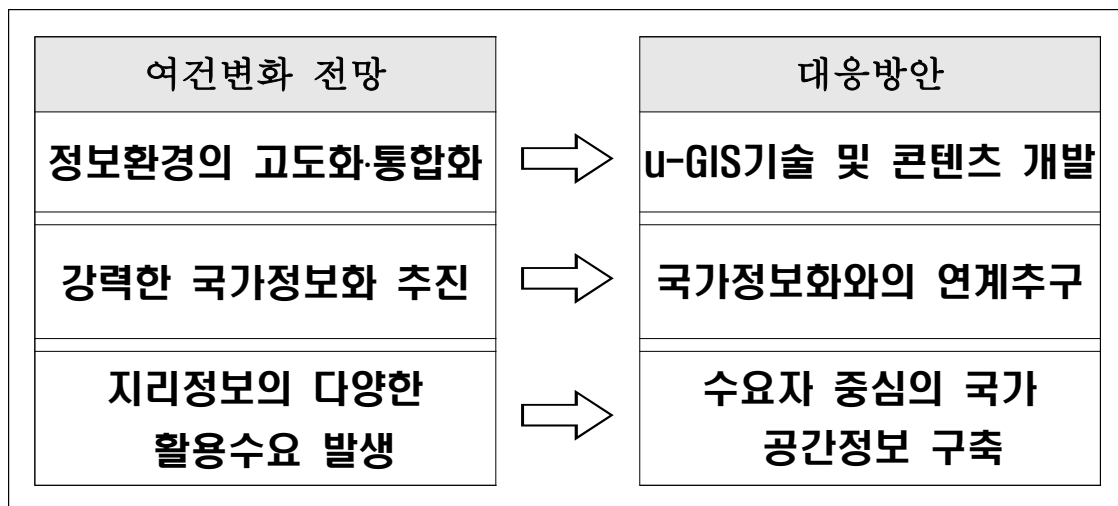 여건변화 전망
대응방안
정보환경의 고도화·통합화
u-GIS기술 및 콘텐츠 개발
강력한 국가정보화 추진
국가정보화와의 연계추구
지리정보의 다양한
활용수요 발생
수요자 중심의 국가
공간정보 구축